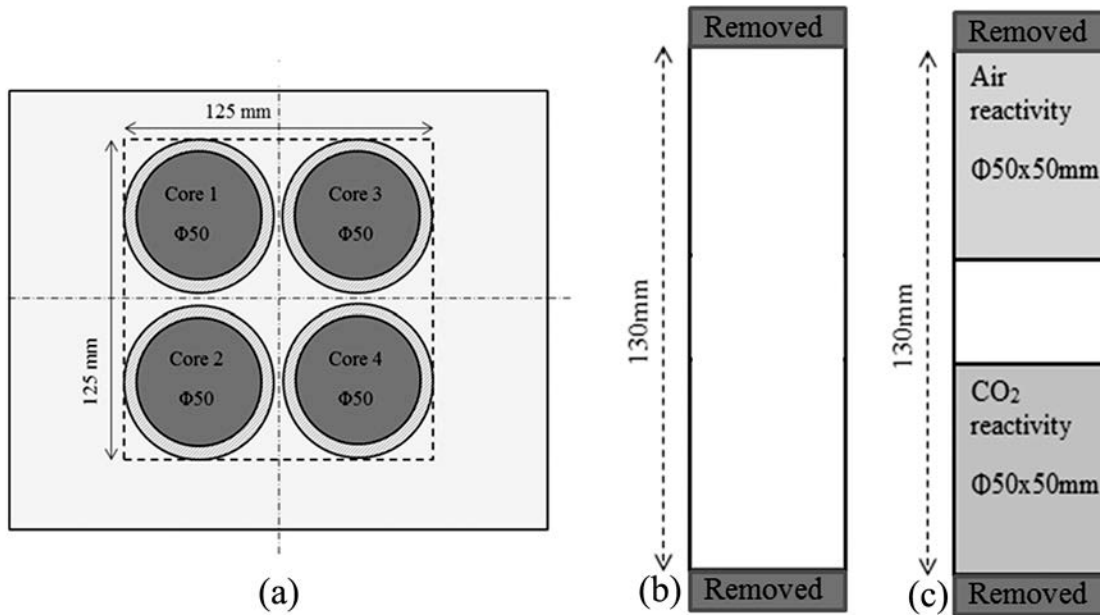 125 mm
125 mm
Core 1
Φ50
Core 3
Φ50
Core 2
Φ50
Core 4
Φ50
(a)
Removed
130mm
Removed
(b)
Removed
130mm
Air
reactivity
Φ50x50mm
CO₂
reactivity
Φ50x50mm
Removed
(c)